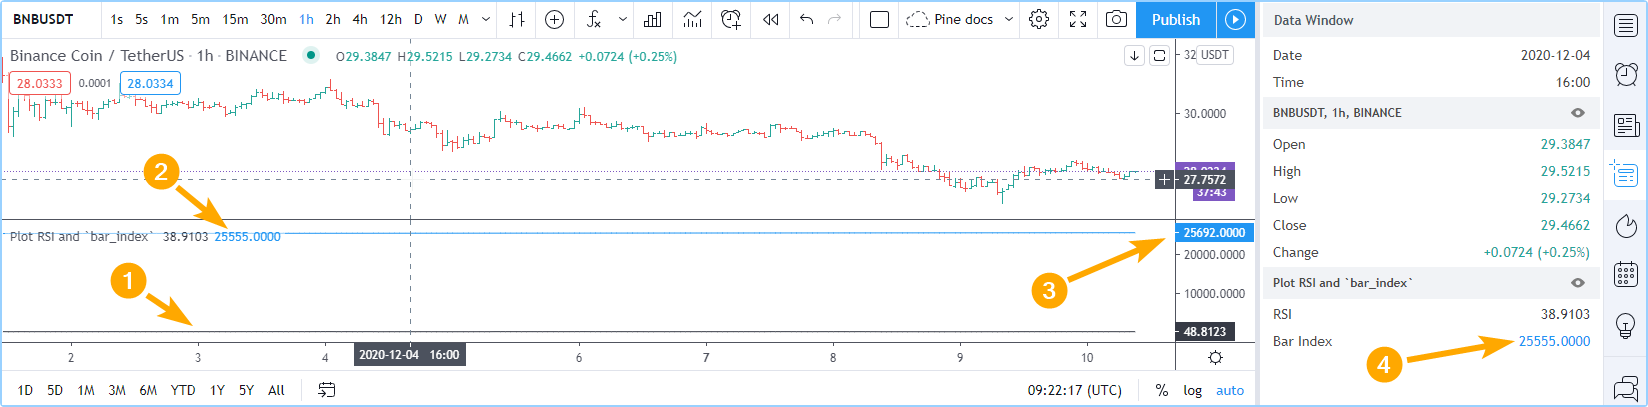 BNBUSDT 1s 5s 1m 5m 15m 30m 1h 2h 4h 12h D W M Pine docs Publish
Binance Coin / TetherUS · 1h · BINANCE O29.3847 H29.5215 L29.2734 C29.4662 +0.0724 (+0.25%)
28.0333 0.0001 28.0334
USDT
30.0000
27.7572
37:43
2
Plot RSI and `bar_index` 38.9103 25555.0000
25692.0000
20000.0000
1
3
10000.0000
48.8123
2 3 4 2020-12-04 16:00 6 7 8 9 10
1D 5D 1M 3M 6M YTD 1Y 5Y All 09:22:17 (UTC) % log auto
Data Window
Date 2020-12-04
Time 16:00
BNBUSDT, 1h, BINANCE
Open 29.3847
High 29.5215
Low 29.2734
Close 29.4662
Change +0.0724 (+0.25%)
Plot RSI and `bar_index`
RSI 38.9103
Bar Index 25555.0000
4